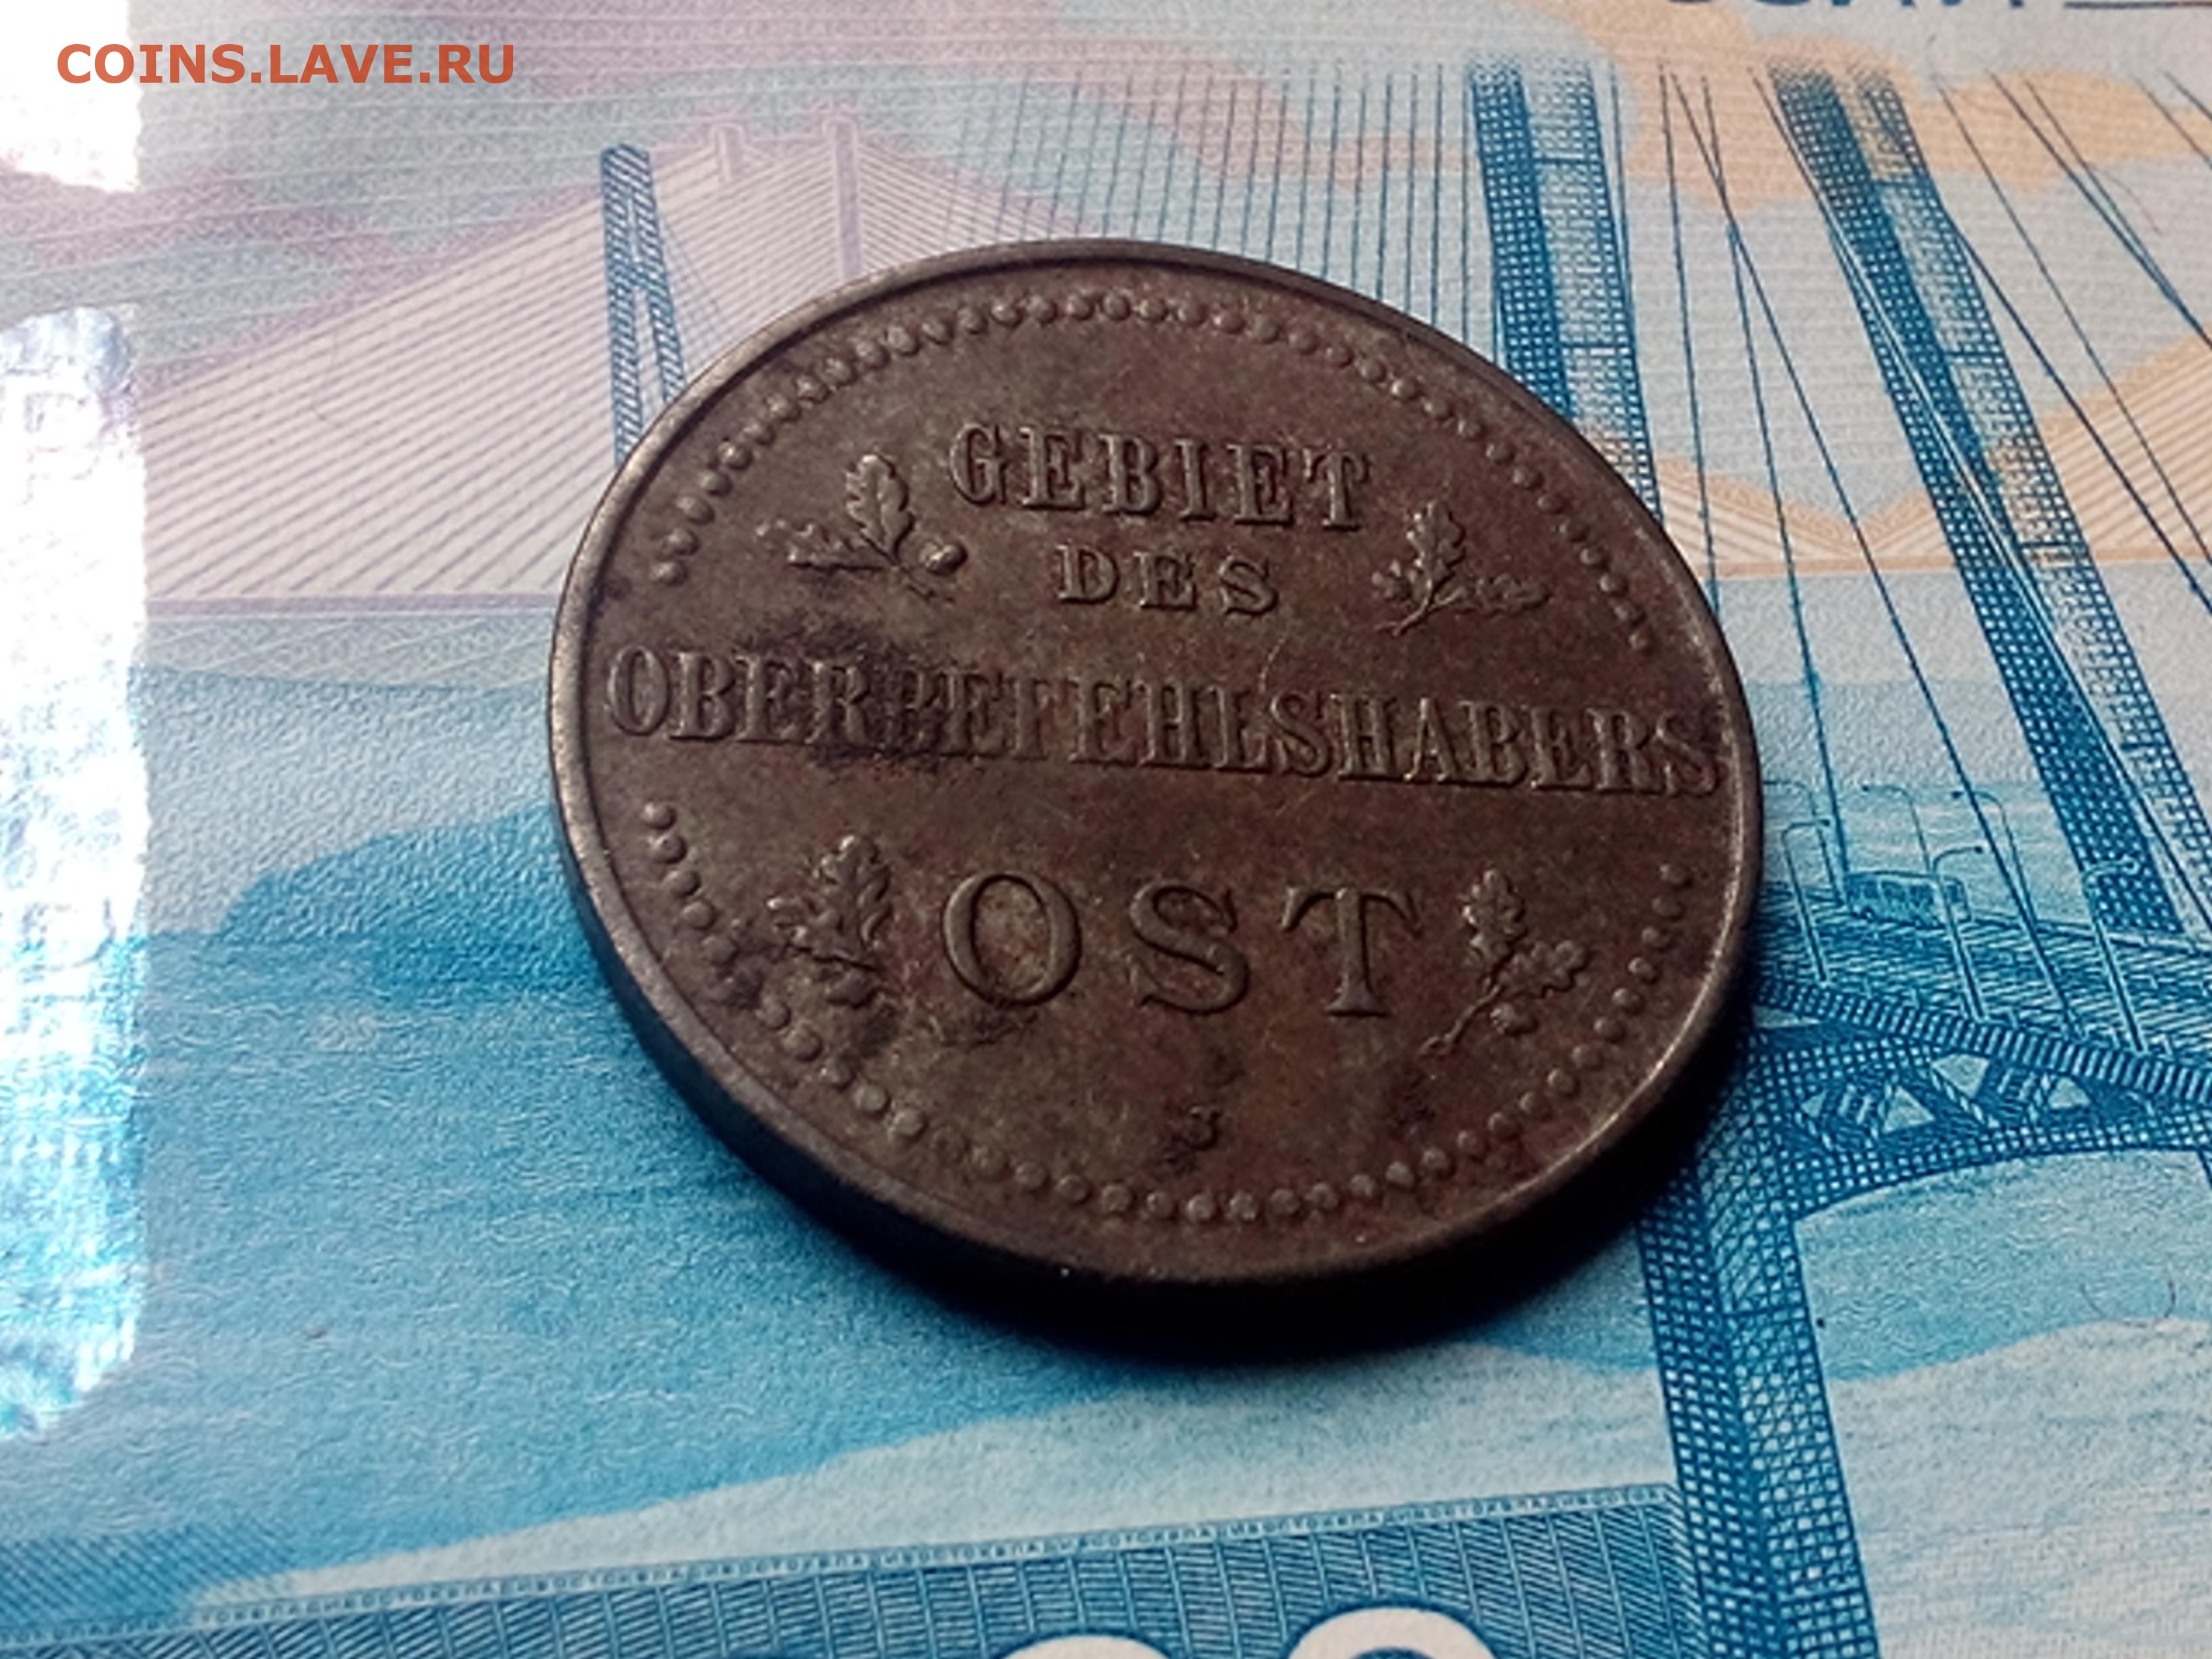 COINS.LAVE.RU
GEBIET
DES
OBERBEFEHLSHABERS
OST
J